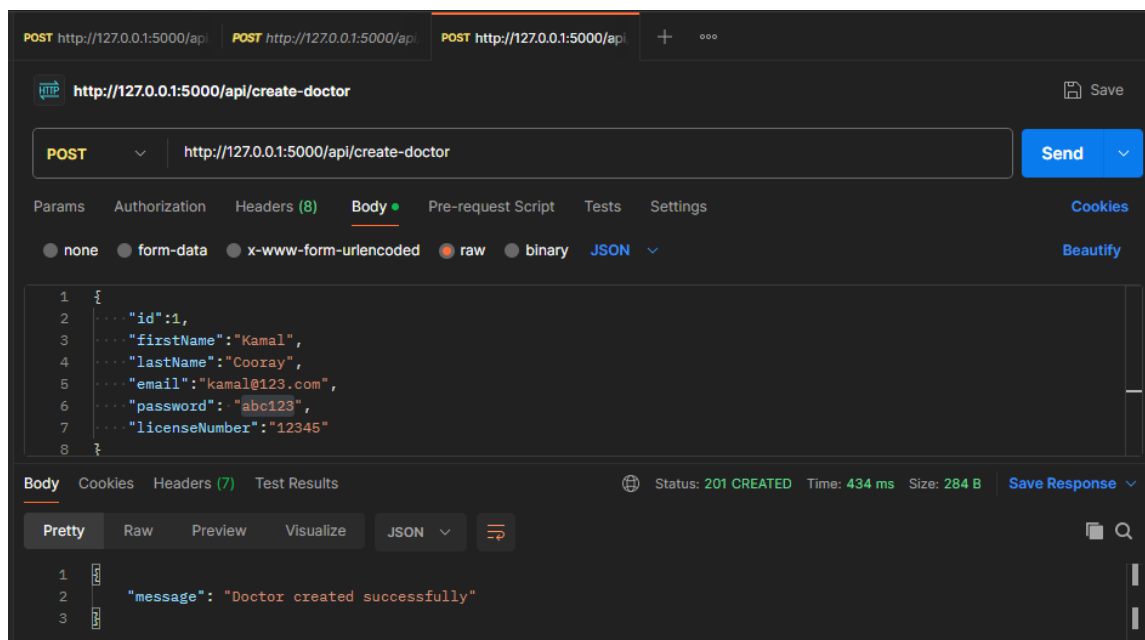 POST http://127.0.0.1:5000/api POST http://127.0.0.1:5000/api POST http://127.0.0.1:5000/api
HTTP http://127.0.0.1:5000/api/create-doctor Save
POST http://127.0.0.1:5000/api/create-doctor Send
Params Authorization Headers (8) Body Pre-request Script Tests Settings Cookies
none form-data x-www-form-urlencoded raw binary JSON Beautify
1 {
2 "id":1,
3 "firstName":"Kamal",
4 "lastName":"Cooray",
5 "email":"kamal@123.com",
6 "password": "abc123",
7 "licenseNumber":"12345"
8 }
Body Cookies Headers (7) Test Results Status: 201 CREATED Time: 434 ms Size: 284 B Save Response
Pretty Raw Preview Visualize JSON
1 {
2 "message": "Doctor created successfully"
3 }